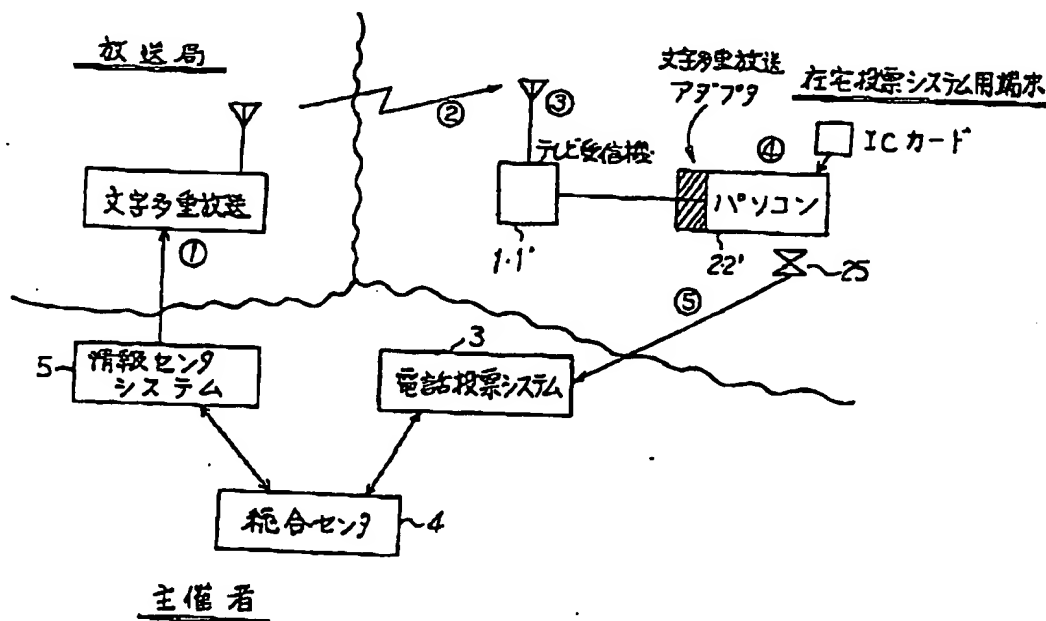 放送局
文字多重放送
①
②
③
テレビ受信機
1・1'
文字多重放送
アダプタ
在宅投票システム用端末
④
ICカード
パソコン
2・2'
25
⑤
5
情報センタ
システム
3
電話投票システム
統合センタ
4
主催者